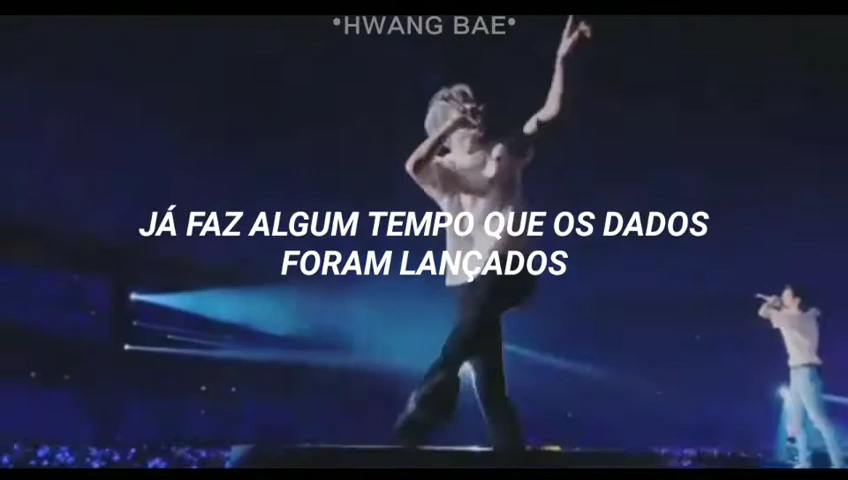 •HWANG BAE•
JÁ FAZ ALGUM TEMPO QUE OS DADOS
FORAM LANÇADOS